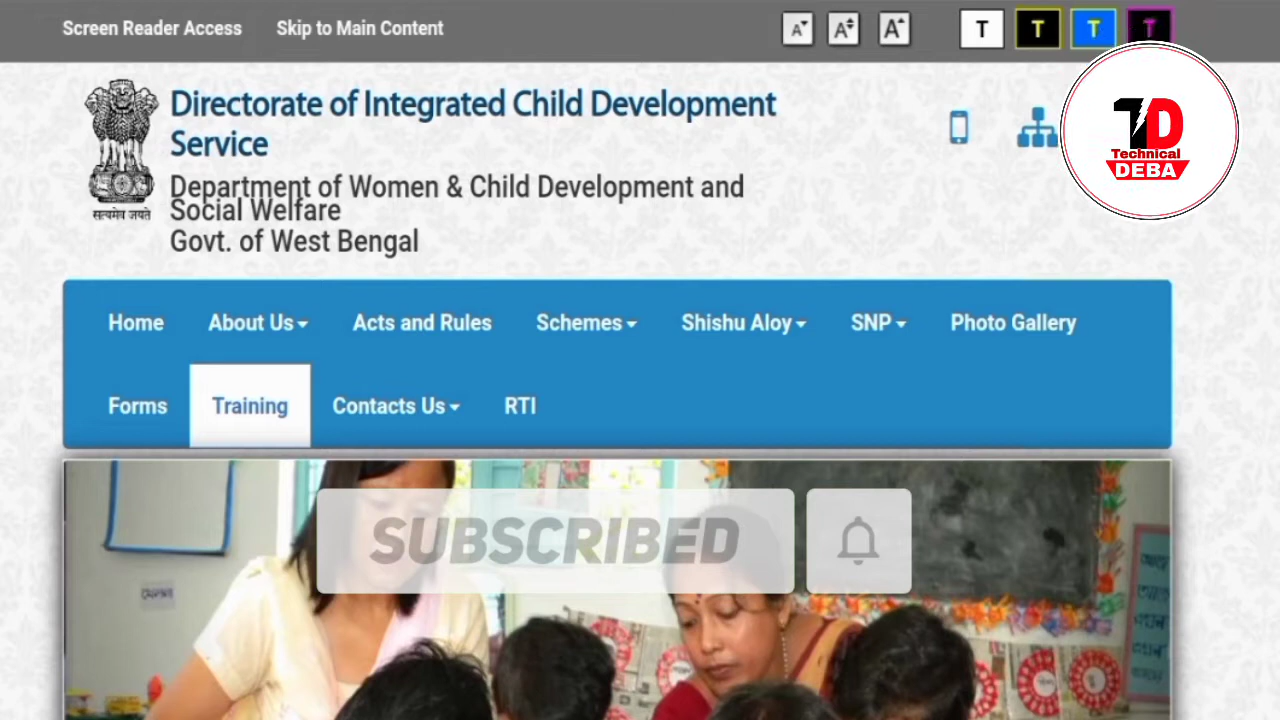 Screen Reader Access Skip to Main Content
A A A T T T T
Directorate of Integrated Child Development
Service
Department of Women & Child Development and
Social Welfare
Govt. of West Bengal
सत्यमेव जयते
TD
Technical
DEBA
Home About Us Acts and Rules Schemes Shishu Aloy SNP Photo Gallery
Forms Training Contacts Us RTI
SUBSCRIBED